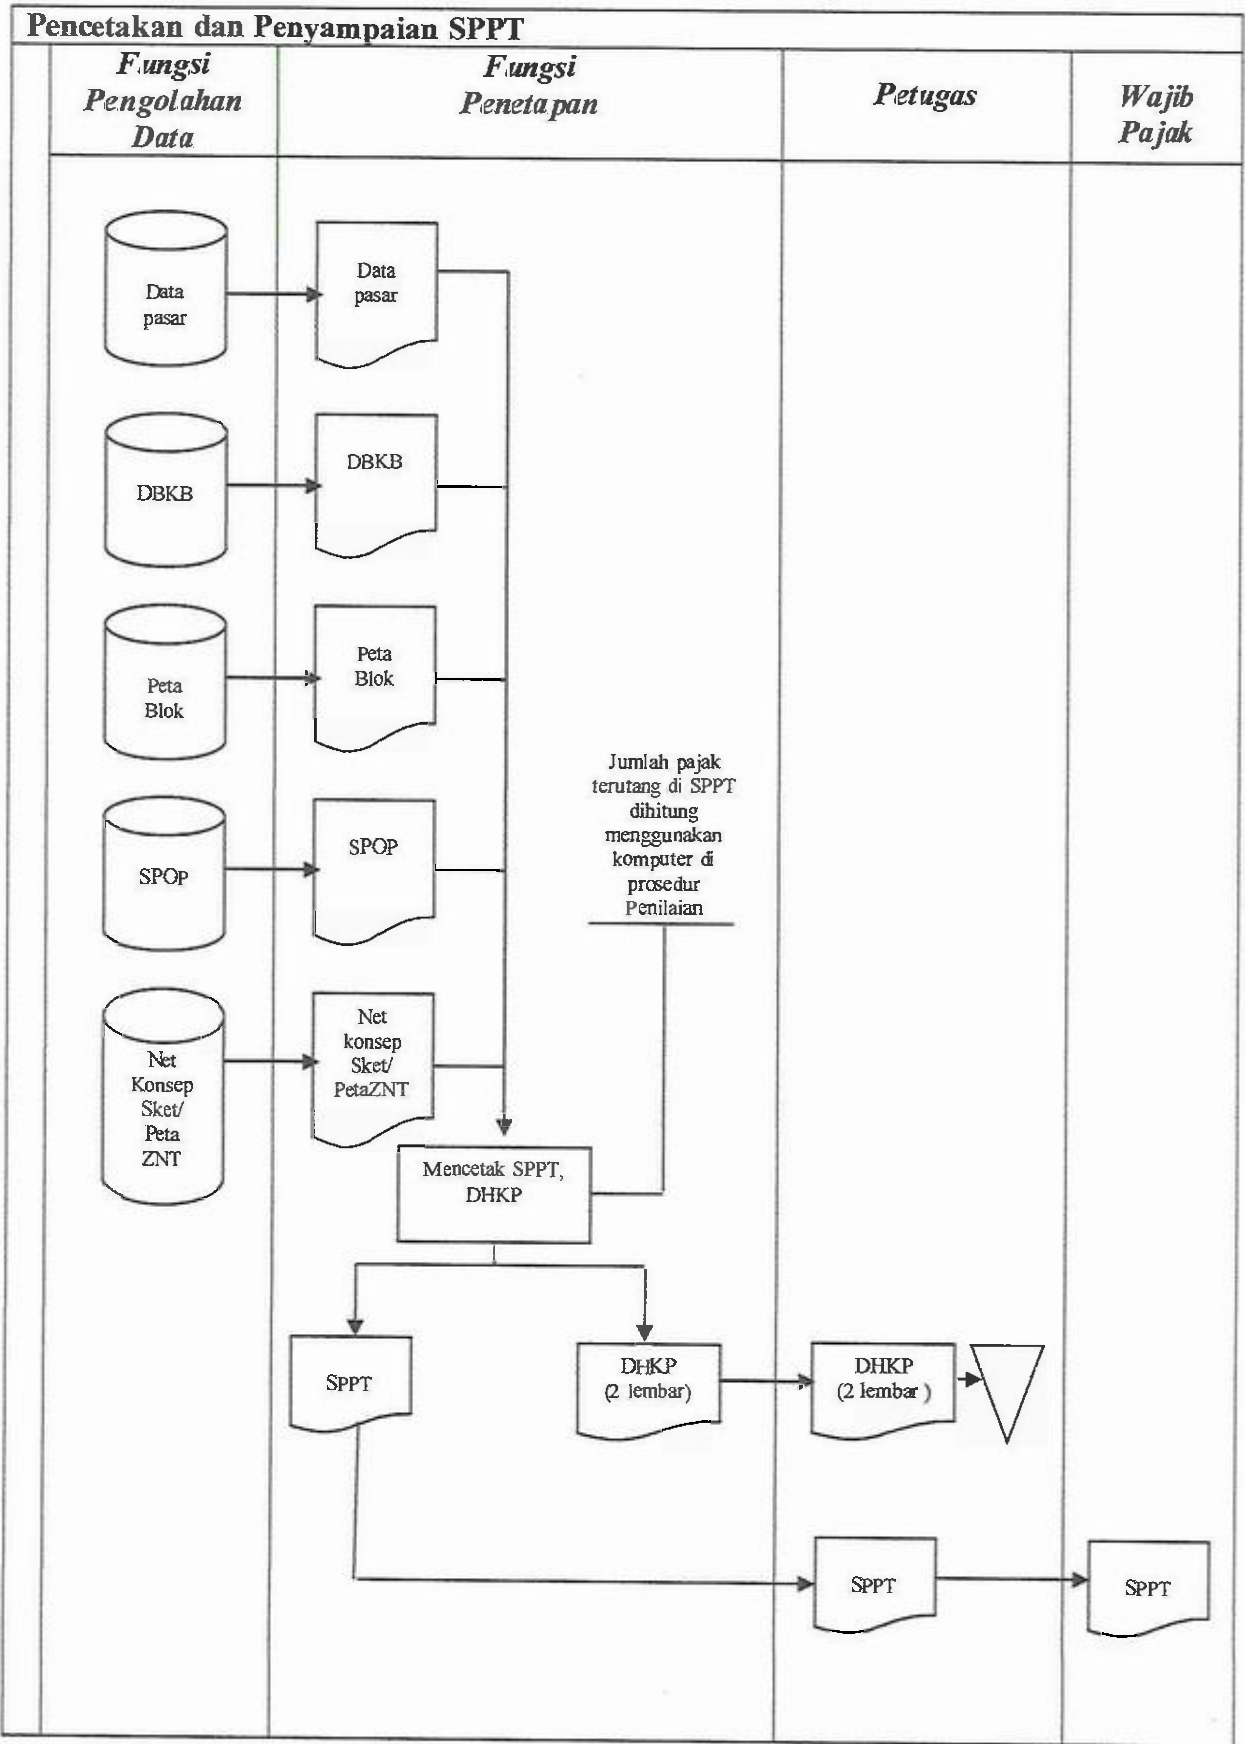 Pencetakan dan Penyampaian SPPT
Fungsi
Pengolahan
Data
Fungsi
Penetapan
Petugas
Wajib
Pajak
Data
pasar
Data
pasar
DBKB
DBKB
Peta
Blok
Peta
Blok
SPOP
SPOP
Net
Konsep
Sket/
Peta
ZNT
Net
konsep
Sket/
PetaZNT
Jumlah pajak
terutang di SPPT
dihitung
menggunakan
komputer di
prosedur
Penilaian
Mencetak SPPT,
DHKP
SPPT
DHKP
(2 lembar)
DHKP
(2 lembar )
SPPT
SPPT